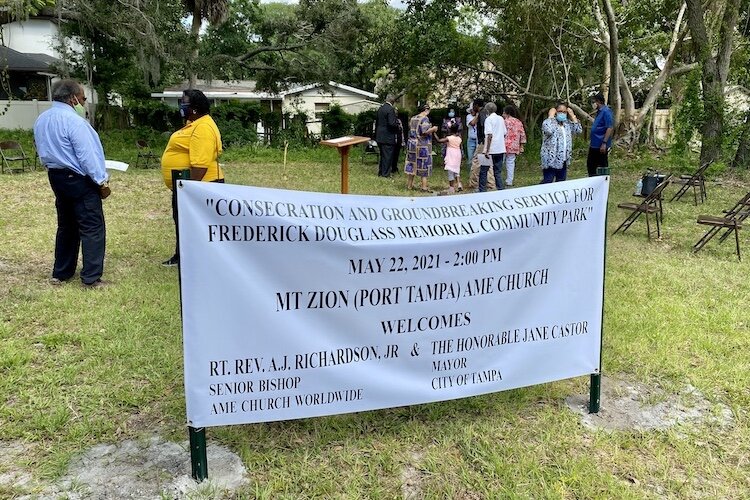 "CONSECRATION AND GROUNDBREAKING SERVICE FOR
FREDERICK DOUGLASS MEMORIAL COMMUNITY PARK"
MAY 22, 2021 - 2:00 PM
MT ZION (PORT TAMPA) AME CHURCH
WELCOMES
RT. REV. A.J. RICHARDSON, JR & THE HONORABLE JANE CASTOR
SENIOR BISHOP MAYOR
AME CHURCH WORLDWIDE CITY OF TAMPA